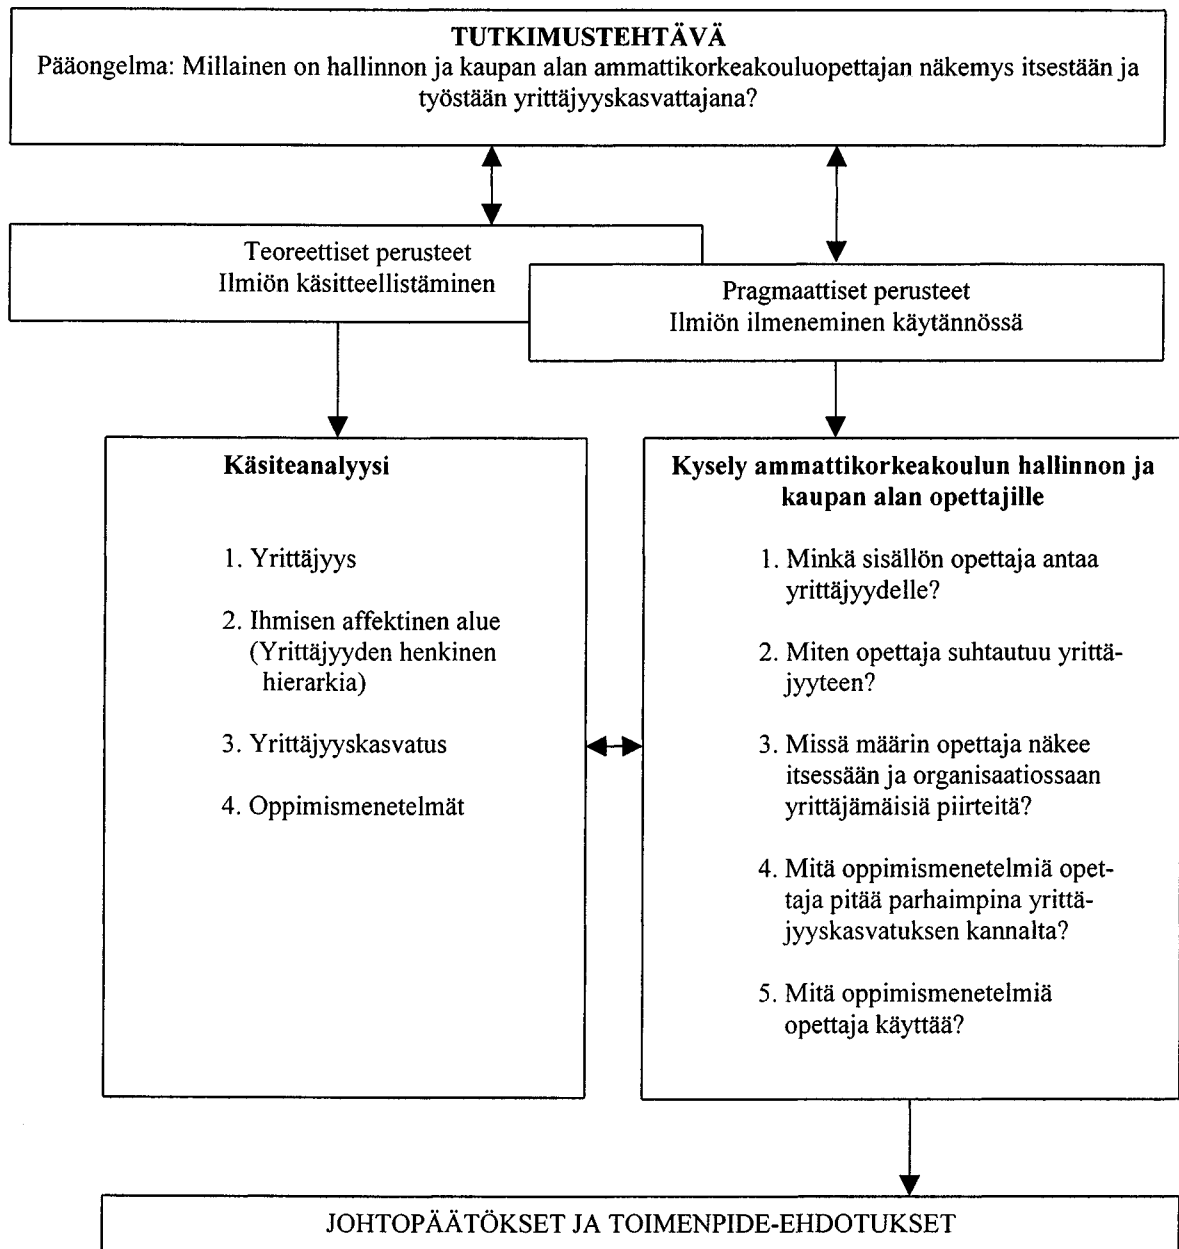 TUTKIMUSTEHTÄVÄ
Pääongelma: Millainen on hallinnon ja kaupan alan ammattikorkeakouluopettajan näkemys itsestään ja
työstään yrittäjyyskasvattajana?
Teoreettiset perusteet
Ilmiön käsitteellistäminen
Pragmaattiset perusteet
Ilmiön ilmeneminen käytännössä
Käsiteanalyysi
1. Yrittäjyys
2. Ihmisen affektinen alue
(Yrittäjyyden henkinen
hierarkia)
3. Yrittäjyyskasvatus
4. Oppimismenetelmät
Kysely ammattikorkeakoulun hallinnon ja
kaupan alan opettajille
1. Minkä sisällön opettaja antaa
yrittäjyydelle?
2. Miten opettaja suhtautuu yrittä-
jyyteen?
3. Missä määrin opettaja näkee
itsessään ja organisaatiossaan
yrittäjämäisiä piirteitä?
4. Mitä oppimismenetelmiä opet-
taja pitää parhaimpina yrittä-
jyyskasvatuksen kannalta?
5. Mitä oppimismenetelmiä
opettaja käyttää?
JOHTOPÄÄTÖKSET JA TOIMENPIDE-EHDOTUKSET